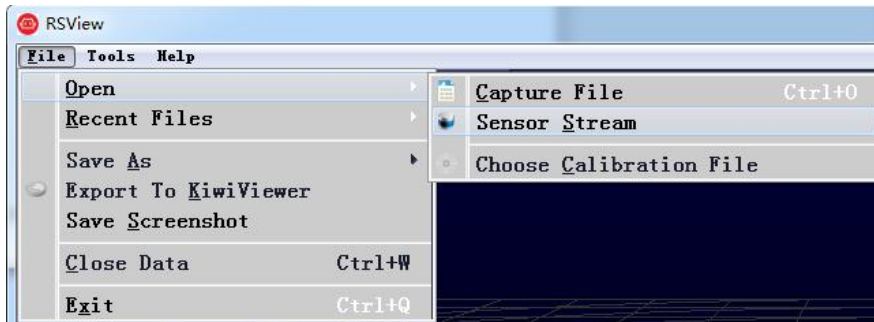 RSView
File Tools Help
Open
Recent Files
Save As
Export To KiwiViewer
Save Screenshot
Close Data Ctrl+W
Exit Ctrl+Q
Capture File Ctrl+O
Sensor Stream
Choose Calibration File